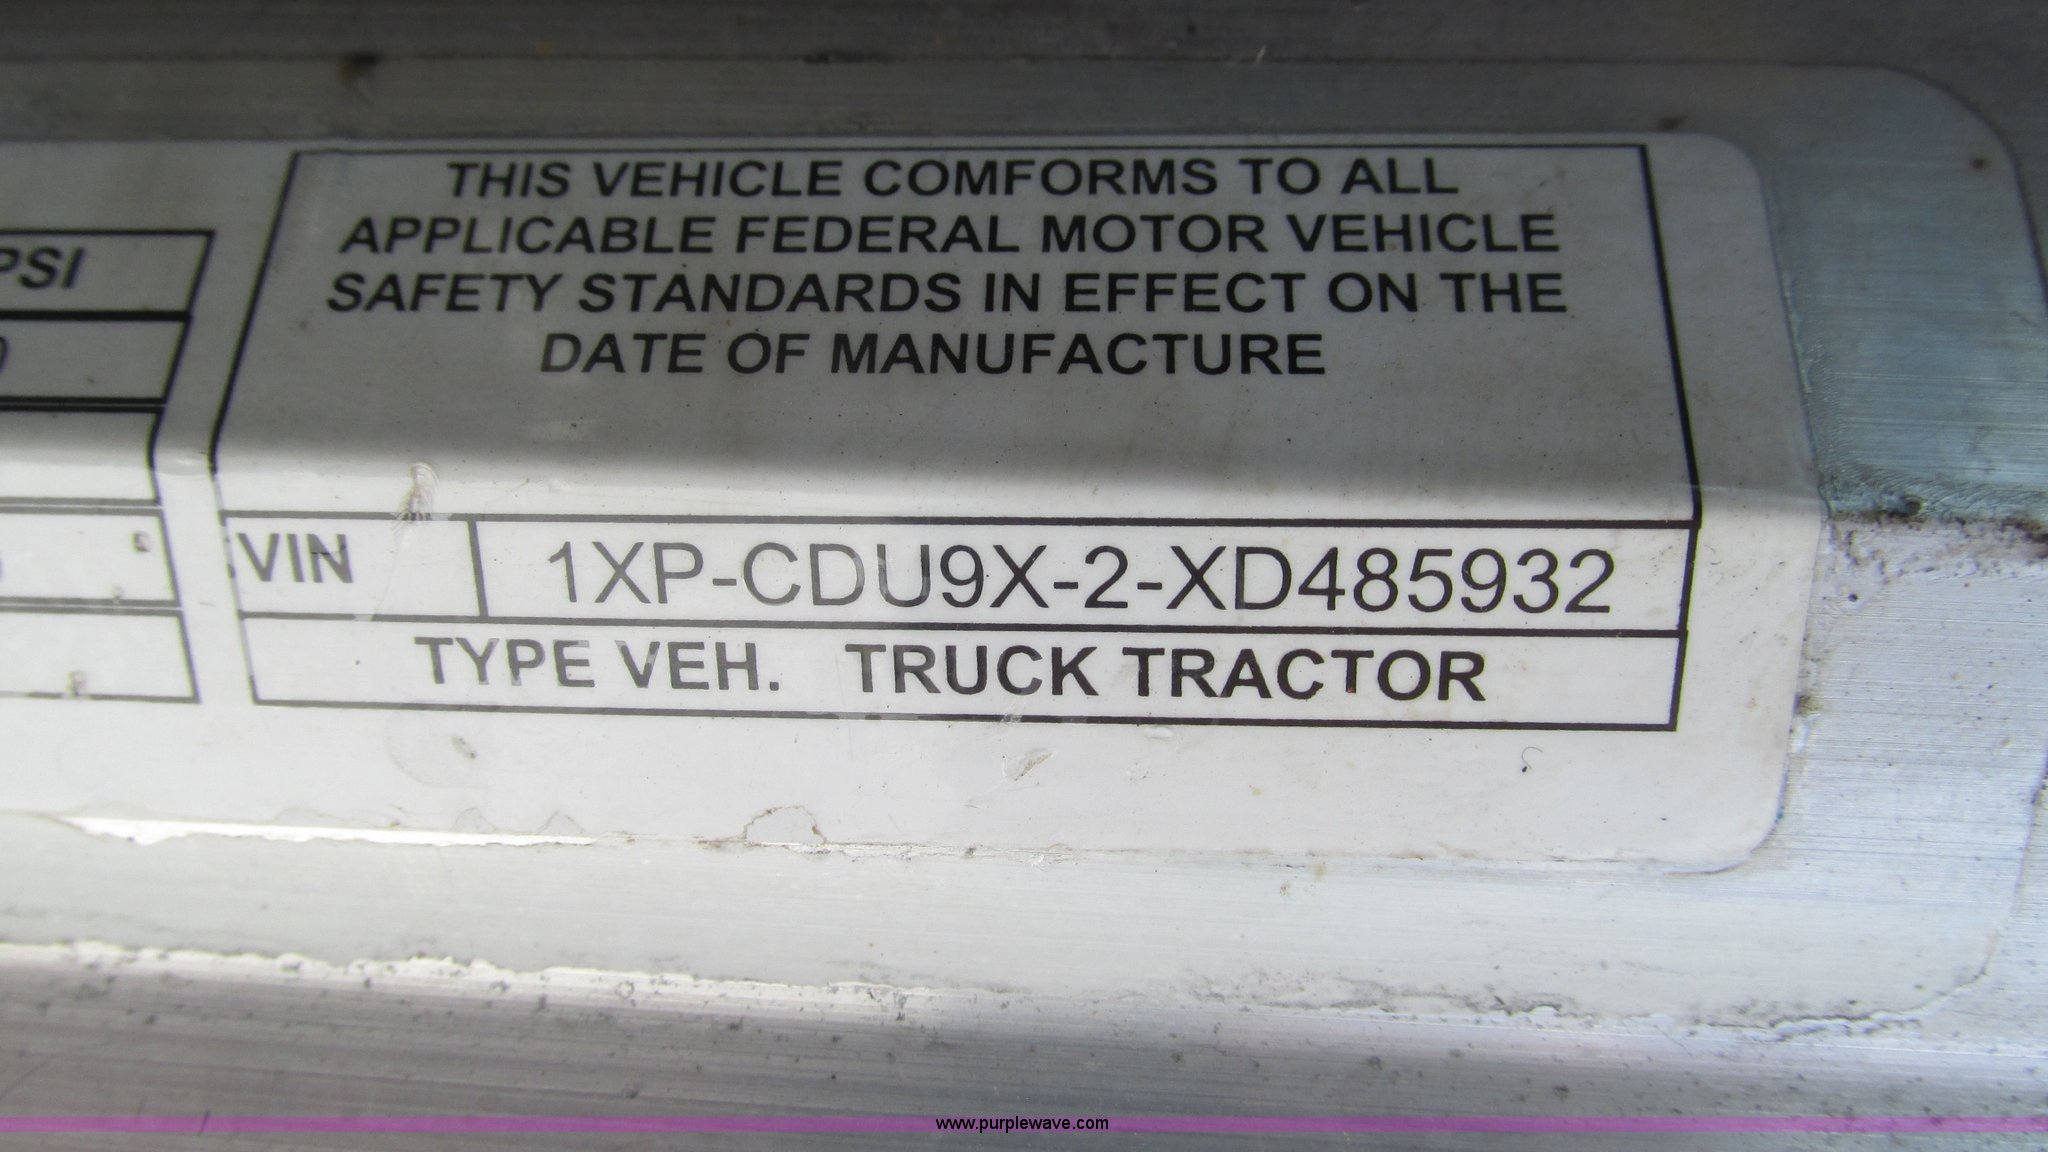 PSI
THIS VEHICLE COMFORMS TO ALL
APPLICABLE FEDERAL MOTOR VEHICLE
SAFETY STANDARDS IN EFFECT ON THE
DATE OF MANUFACTURE
VIN 1XP-CDU9X-2-XD485932
TYPE VEH. TRUCK TRACTOR
www.purplewave.com